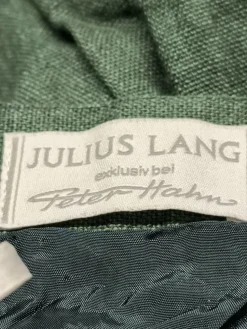 JULIUS LANG
exklusiv bei
Peter Hahn